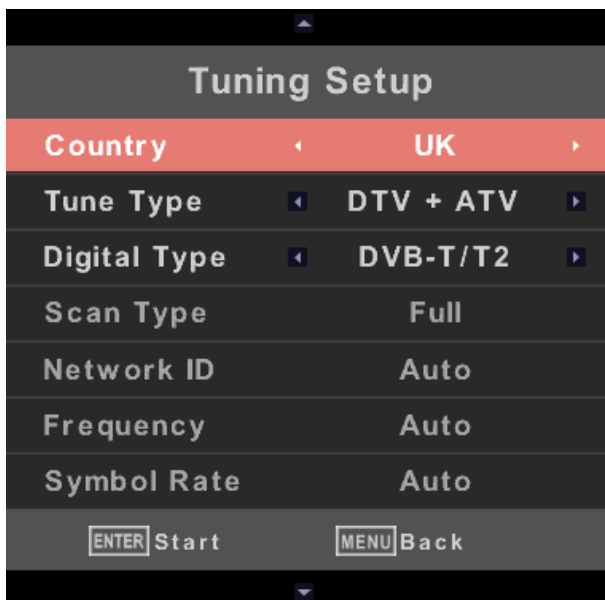 Tuning Setup
Country UK
Tune Type DTV + ATV
Digital Type DVB-T/T2
Scan Type Full
Network ID Auto
Frequency Auto
Symbol Rate Auto
ENTER Start MENU Back